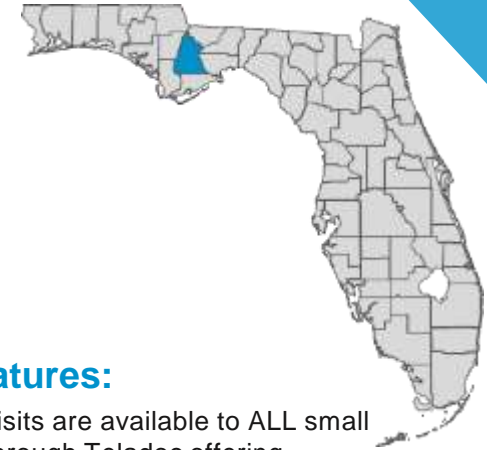 atures:
isits are available to ALL small
rough Teladoc offering